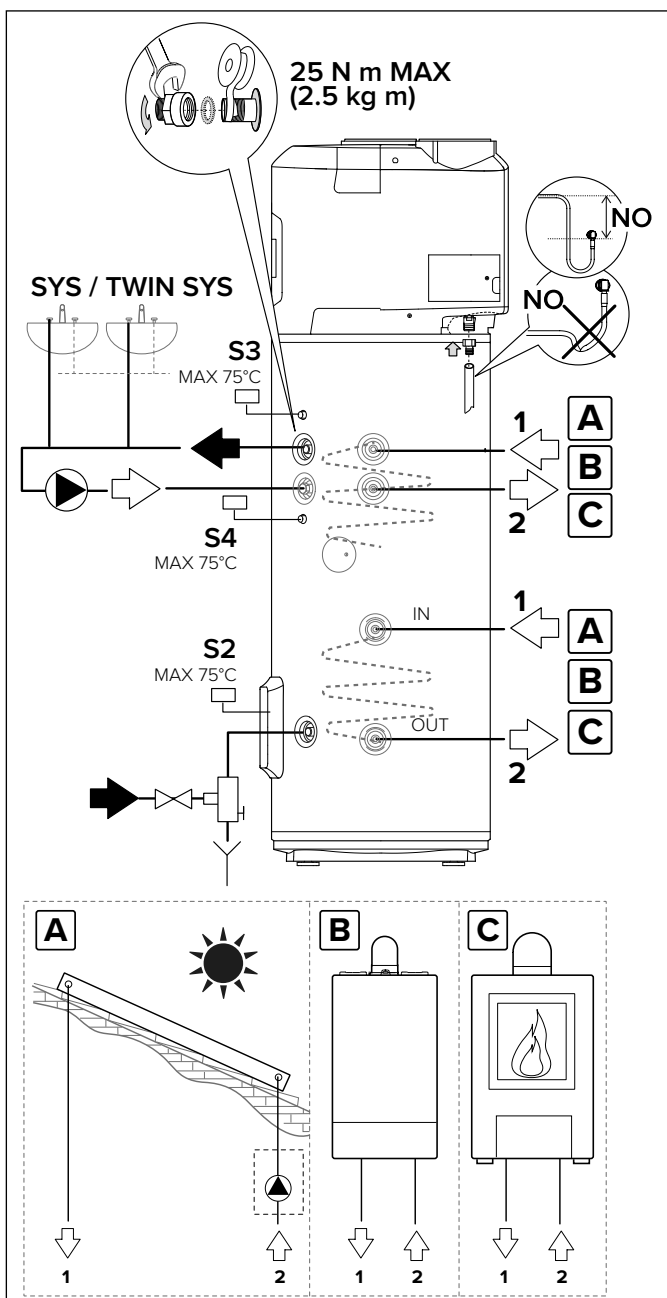 25 N m MAX
(2.5 kg m)
NO
SYS / TWIN SYS
NO
S3
MAX 75°C
1
A
B
2
C
S4
MAX 75°C
IN
1
A
S2
MAX 75°C
B
OUT
C
2
A
B
C
1
2
1
2
1
2